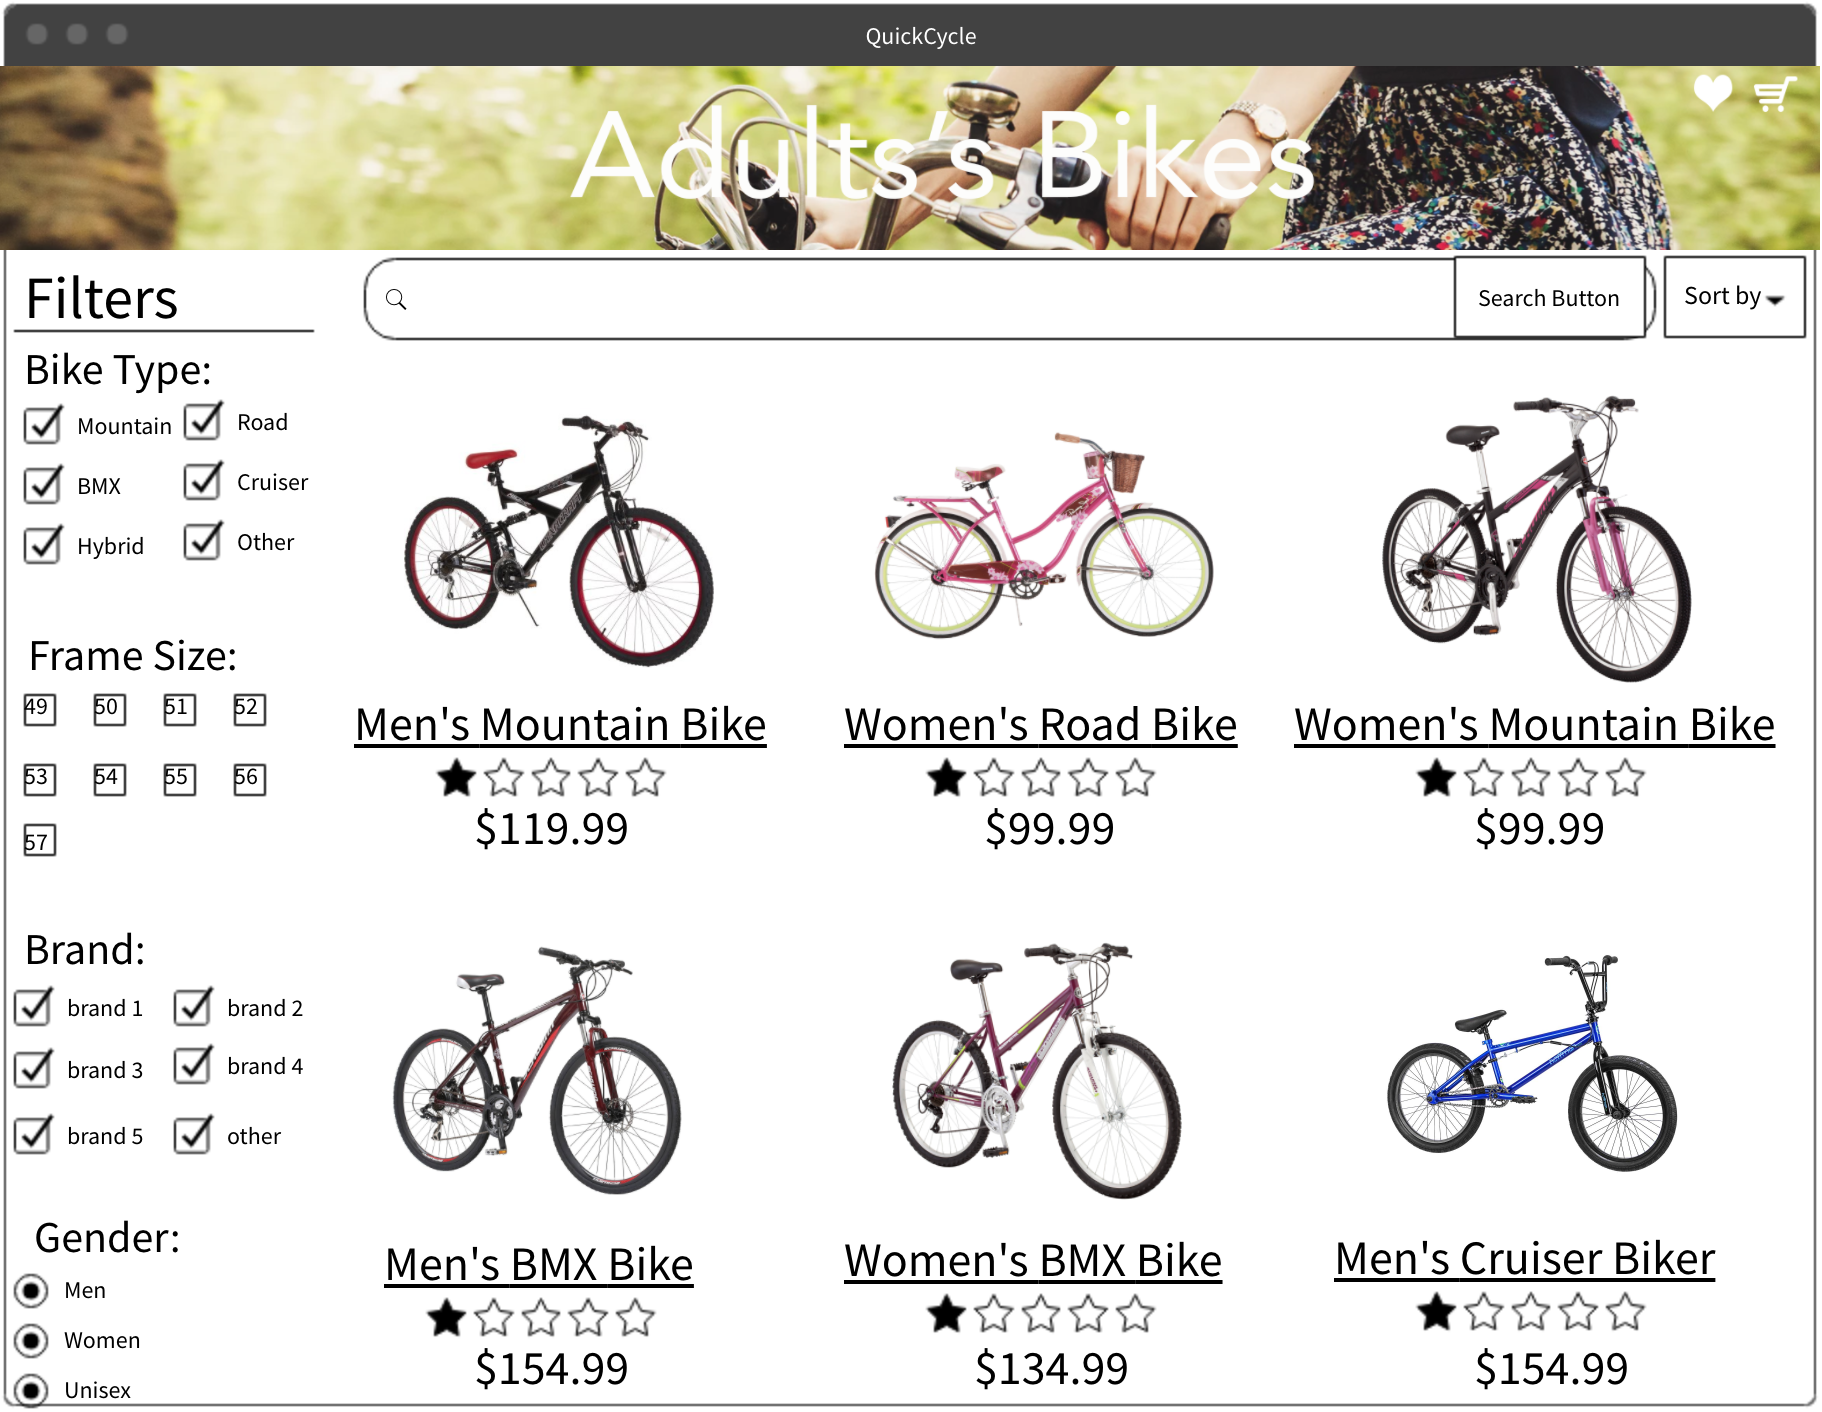 QuickCycle
Adults's Bikes
Filters
Search Button
Sort by
Bike Type:
Mountain
Road
BMX
Cruiser
Hybrid
Other
Frame Size:
49
50
51
52
53
54
55
56
57
Brand:
brand 1
brand 2
brand 3
brand 4
brand 5
other
Gender:
Men
Women
Unisex
Men's Mountain Bike
$119.99
Women's Road Bike
$99.99
Women's Mountain Bike
$99.99
Men's BMX Bike
$154.99
Women's BMX Bike
$134.99
Men's Cruiser Biker
$154.99